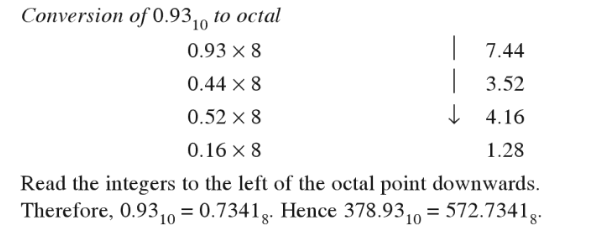 Conversion of 0.93₁₀ to octal
0.93 × 8 | 7.44
0.44 × 8 | 3.52
0.52 × 8 ↓ 4.16
0.16 × 8 1.28
Read the integers to the left of the octal point downwards.
Therefore, 0.93₁₀ = 0.7341₈. Hence 378.93₁₀ = 572.7341₈.